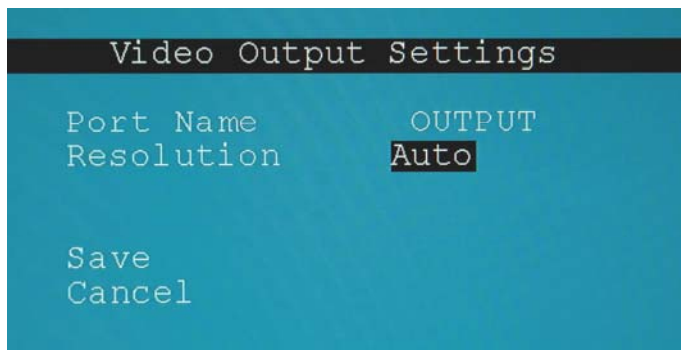 Video Output Settings
Port Name OUTPUT
Resolution Auto
Save
Cancel